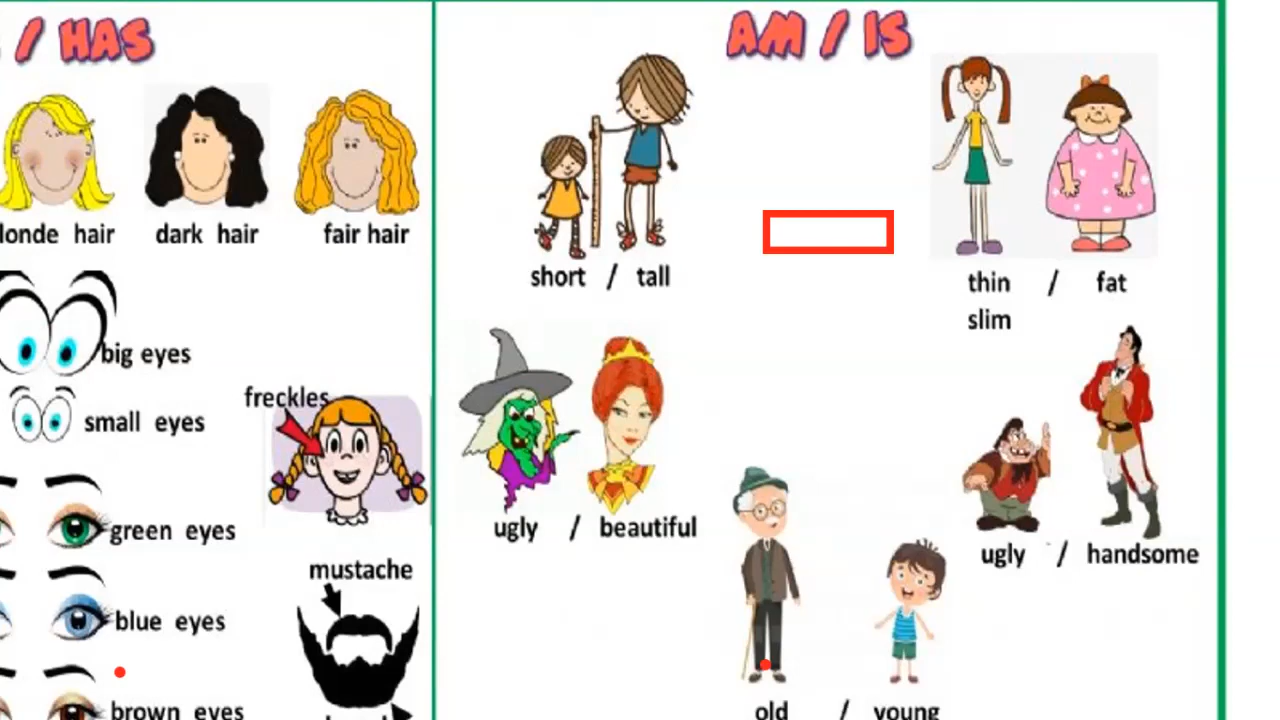 / HAS
londe hair
dark hair
fair hair
big eyes
freckles
small eyes
green eyes
mustache
blue eyes
brown eyes
AM / IS
short / tall
thin / fat
slim
ugly / beautiful
ugly / handsome
old / young